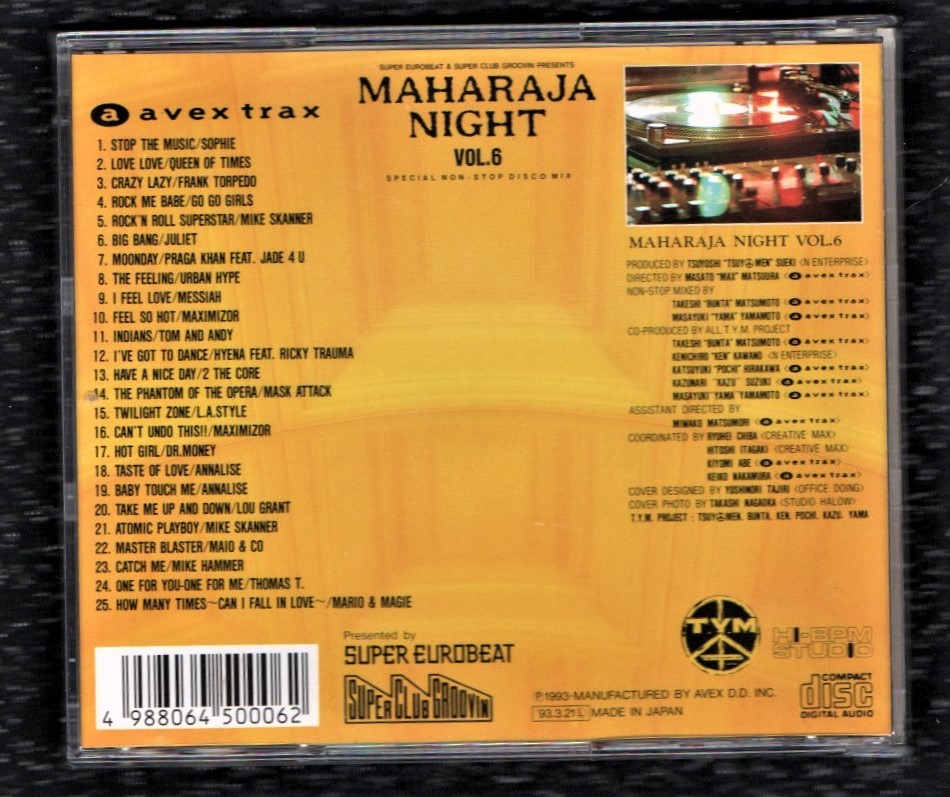 SUPER EUROBEAT & SUPER CLUB GROOVIN PRESENTS
MAHARAJA
NIGHT
VOL.6
SPECIAL NON-STOP DISCO MIX
a avex trax
1. STOP THE MUSIC/SOPHIE
2. LOVE LOVE/QUEEN OF TIMES
3. CRAZY LAZY/FRANK TORPEDO
4. ROCK ME BABE/GO GO GIRLS
5. ROCK'N ROLL SUPERSTAR/MIKE SKANNER
6. BIG BANG/JULIET
7. MOONDAY/PRAGA KHAN FEAT. JADE 4 U
8. THE FEELING/URBAN HYPE
9. I FEEL LOVE/MESSIAH
10. FEEL SO HOT/MAXIMIZOR
11. INDIANS/TOM AND ANDY
12. I'VE GOT TO DANCE/HYENA FEAT. RICKY TRAUMA
13. HAVE A NICE DAY/2 THE CORE
14. THE PHANTOM OF THE OPERA/MASK ATTACK
15. TWILIGHT ZONE/L.A.STYLE
16. CAN'T UNDO THIS!!/MAXIMIZOR
17. HOT GIRL/DR.MONEY
18. TASTE OF LOVE/ANNALISE
19. BABY TOUCH ME/ANNALISE
20. TAKE ME UP AND DOWN/LOU GRANT
21. ATOMIC PLAYBOY/MIKE SKANNER
22. MASTER BLASTER/MAIO & CO
23. CATCH ME/MIKE HAMMER
24. ONE FOR YOU-ONE FOR ME/THOMAS T.
25. HOW MANY TIMES~CAN I FALL IN LOVE~/MARIO & MAGIE
MAHARAJA NIGHT VOL.6
PRODUCED BY TSUYOSHI "TSUY☮MEN" SUEKI <N ENTERPRISE>
DIRECTED BY MASATO "MAX" MATSUURA <a avex trax>
NON-STOP MIXED BY
TAKESHI "BUNTA" MATSUMOTO <a avex trax>
MASAYUKI "YAMA" YAMAMOTO <a avex trax>
CO-PRODUCED BY ALL T.Y.M. PROJECT
TAKESHI "BUNTA" MATSUMOTO <a avex trax>
KENICHIRO "KEN" KAWANO <N ENTERPRISE>
KATSUYUKI "POCHI" HIRAKAWA <a avex trax>
KAZUNARI "KAZU" SUZUKI <a avex trax>
MASAYUKI "YAMA" YAMAMOTO <a avex trax>
ASSISTANT DIRECTED BY
MIWAKO MATSUMORI <a avex trax>
COORDINATED BY RYUHEI CHIBA <CREATIVE MAX>
HITOSHI ITAGAKI <CREATIVE MAX>
KIYOMI ABE <a avex trax>
KEIKO NAKAMURA <a avex trax>
COVER DESIGNED BY YOSHINORI TAJIRI <OFFICE DOING>
COVER PHOTO BY TAKASHI NAGAOKA <STUDIO HALOW>
T.Y.M. PROJECT : TSUY☮MEN. BUNTA. KEN. POCHI. KAZU. YAMA
TYM
HI-BPM
STUDIO
Presented by
SUPER EUROBEAT
SUPER CLUB GROOVIN
4 988064 500062
P.1993-MANUFACTURED BY AVEX D.D. INC.
'93.3.21 L MADE IN JAPAN
COMPACT
disc
DIGITAL AUDIO